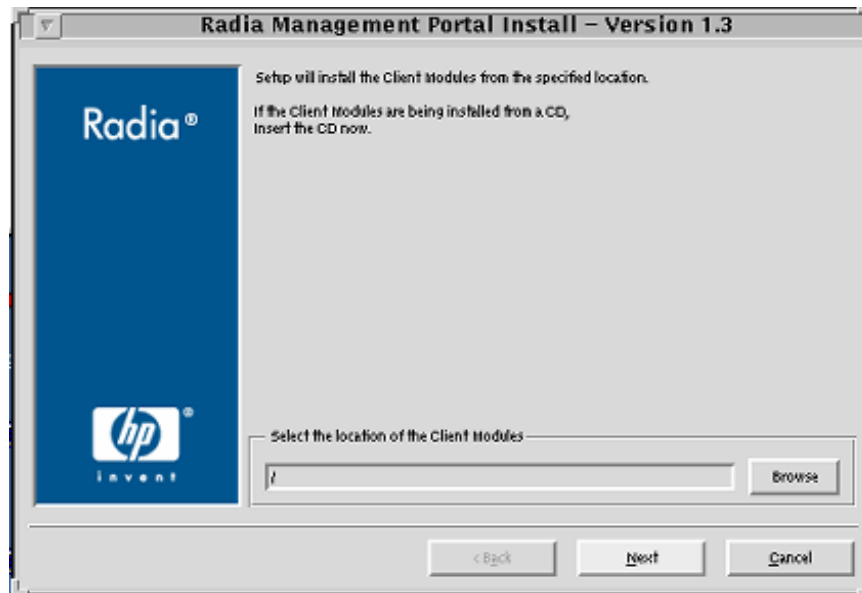 Radia Management Portal Install – Version 1.3
Radia®
Setup will install the Client Modules from the specified location.
If the Client Modules are being installed from a CD,
Insert the CD now.
hp®
invent
Select the location of the Client Modules
/
Browse
< Back
Next
Cancel